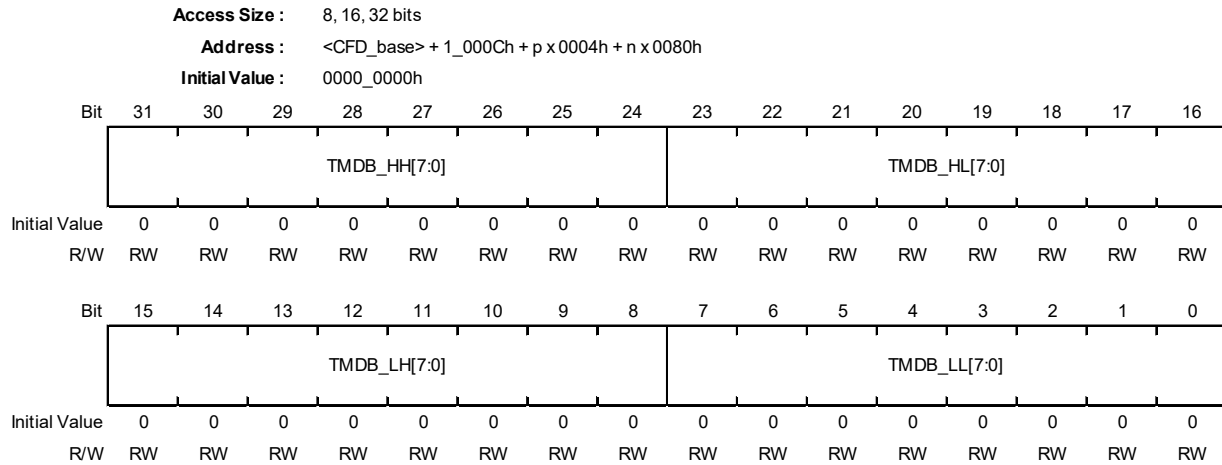 Access Size : 8, 16, 32 bits
Address : <CFD_base> + 1_000Ch + p x 0004h + n x 0080h
Initial Value : 0000_0000h
Bit 31 30 29 28 27 26 25 24 23 22 21 20 19 18 17 16
TMDB_HH[7:0] TMDB_HL[7:0]
Initial Value 0 0 0 0 0 0 0 0 0 0 0 0 0 0 0 0
R/W RW RW RW RW RW RW RW RW RW RW RW RW RW RW RW RW
Bit 15 14 13 12 11 10 9 8 7 6 5 4 3 2 1 0
TMDB_LH[7:0] TMDB_LL[7:0]
Initial Value 0 0 0 0 0 0 0 0 0 0 0 0 0 0 0 0
R/W RW RW RW RW RW RW RW RW RW RW RW RW RW RW RW RW